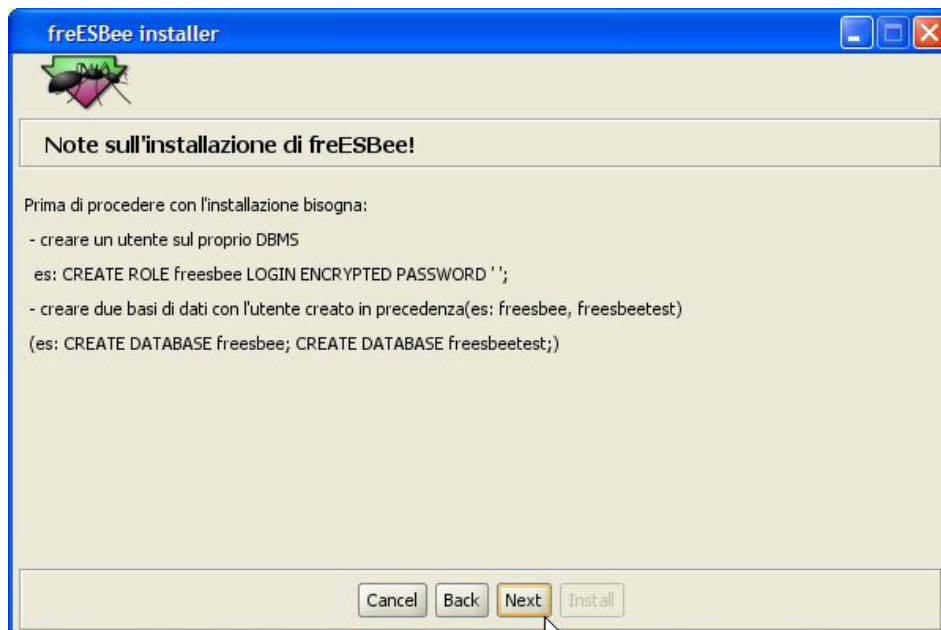 freESBee installer
Note sull'installazione di freESBee!
Prima di procedere con l'installazione bisogna:
- creare un utente sul proprio DBMS
es: CREATE ROLE freesbee LOGIN ENCRYPTED PASSWORD ' ';
- creare due basi di dati con l'utente creato in precedenza(es: freesbee, freesbeetest)
(es: CREATE DATABASE freesbee; CREATE DATABASE freesbeetest;)
Cancel Back Next Install